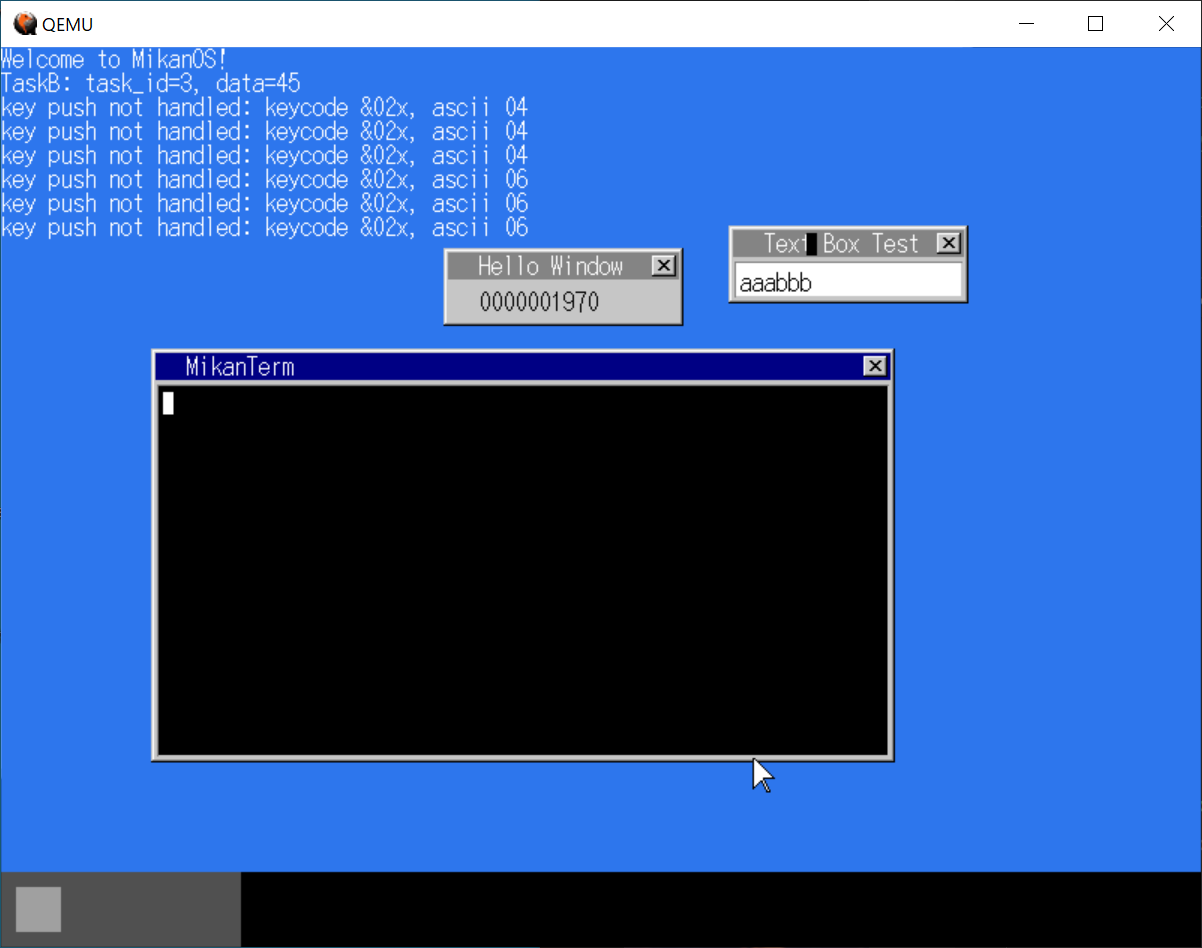 QEMU
Welcome to MikanOS!
TaskB: task_id=3, data=45
key push not handled: keycode &02x, ascii 04
key push not handled: keycode &02x, ascii 04
key push not handled: keycode &02x, ascii 04
key push not handled: keycode &02x, ascii 06
key push not handled: keycode &02x, ascii 06
key push not handled: keycode &02x, ascii 06
Text Box Test
aaabbb
Hello Window
0000001970
MikanTerm